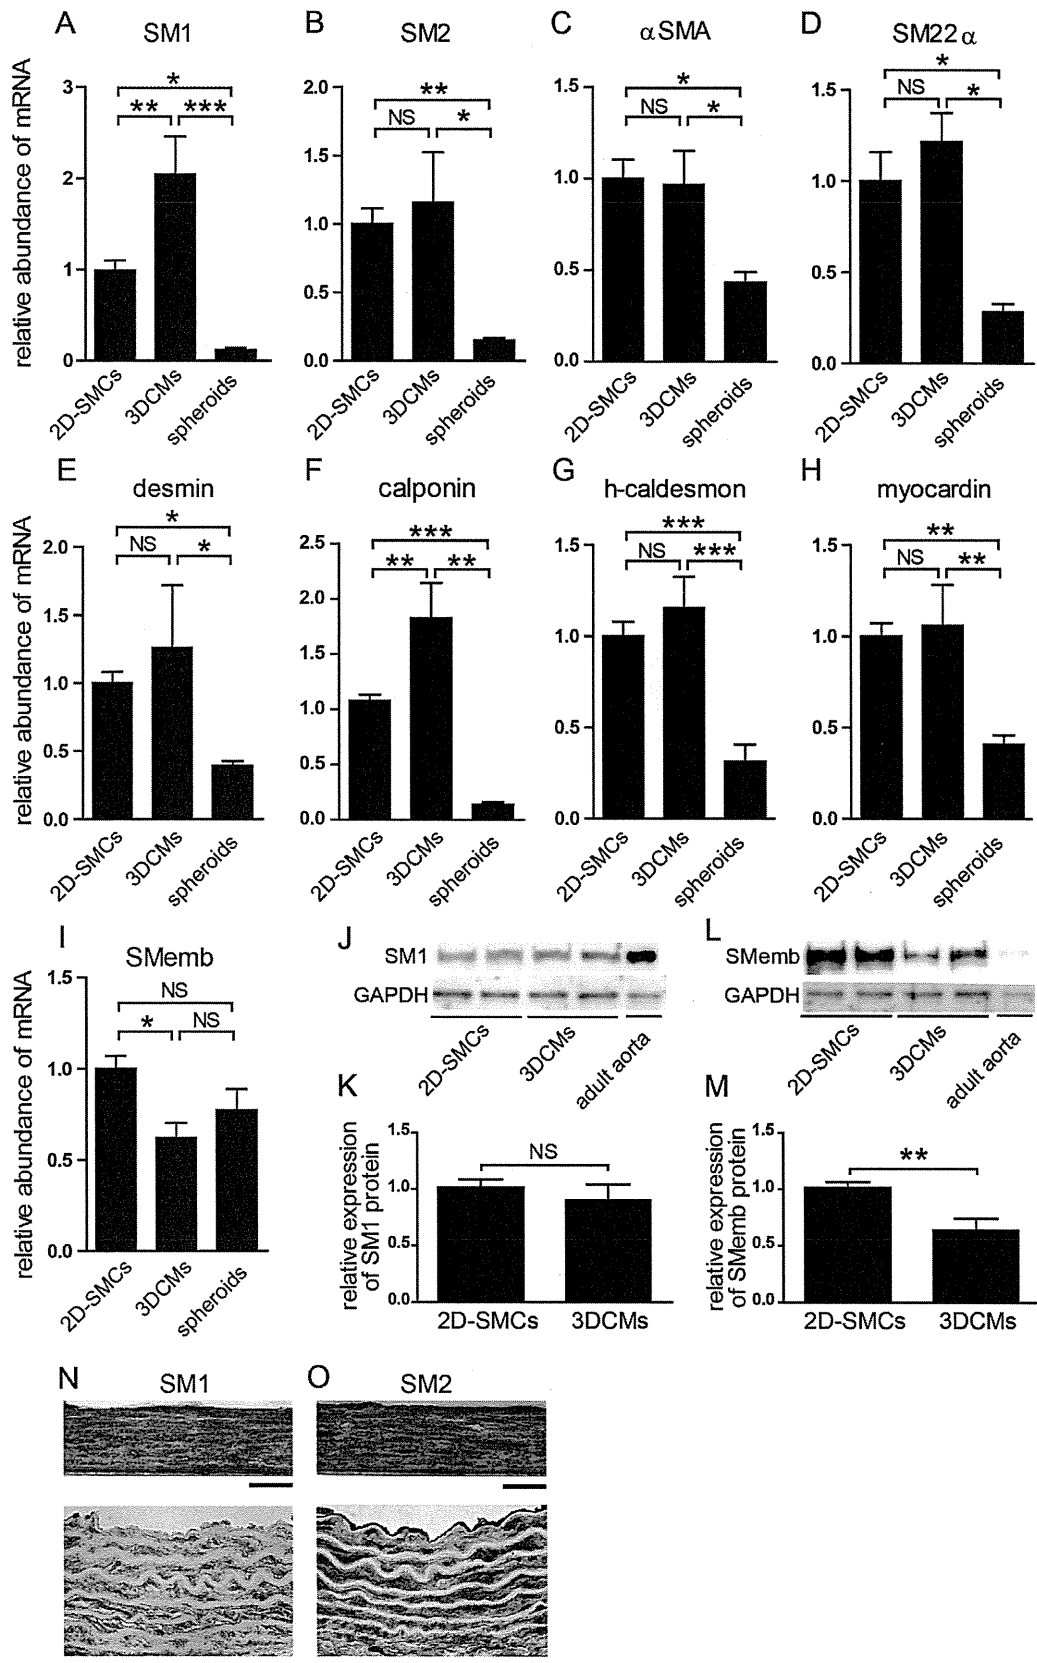 A
SM1
B
SM2
C
αSMA
D
SM22α
relative abundance of mRNA
3
2
1
0
*
** ***
2D-SMCs
3DCMs
spheroids
2.0
1.5
1.0
0.5
0.0
**
NS *
2D-SMCs
3DCMs
spheroids
1.5
1.0
0.5
0.0
*
NS *
2D-SMCs
3DCMs
spheroids
1.5
1.0
0.5
0.0
*
NS *
2D-SMCs
3DCMs
spheroids
E
desmin
F
calponin
G
h-caldesmon
H
myocardin
relative abundance of mRNA
2.0
1.5
1.0
0.5
0.0
*
NS *
2D-SMCs
3DCMs
spheroids
2.5
2.0
1.5
1.0
0.5
0.0
***
** **
2D-SMCs
3DCMs
spheroids
1.5
1.0
0.5
0.0
***
NS ***
2D-SMCs
3DCMs
spheroids
1.5
1.0
0.5
0.0
**
NS **
2D-SMCs
3DCMs
spheroids
I
SMemb
relative abundance of mRNA
1.5
1.0
0.5
0.0
NS
* NS
2D-SMCs
3DCMs
spheroids
J
SM1
GAPDH
2D-SMCs
3DCMs
adult aorta
L
SMemb
GAPDH
2D-SMCs
3DCMs
adult aorta
K
relative expression
of SM1 protein
1.5
1.0
0.5
0.0
NS
2D-SMCs 3DCMs
M
relative expression
of SMemb protein
1.5
1.0
0.5
0.0
**
2D-SMCs 3DCMs
N
SM1
O
SM2